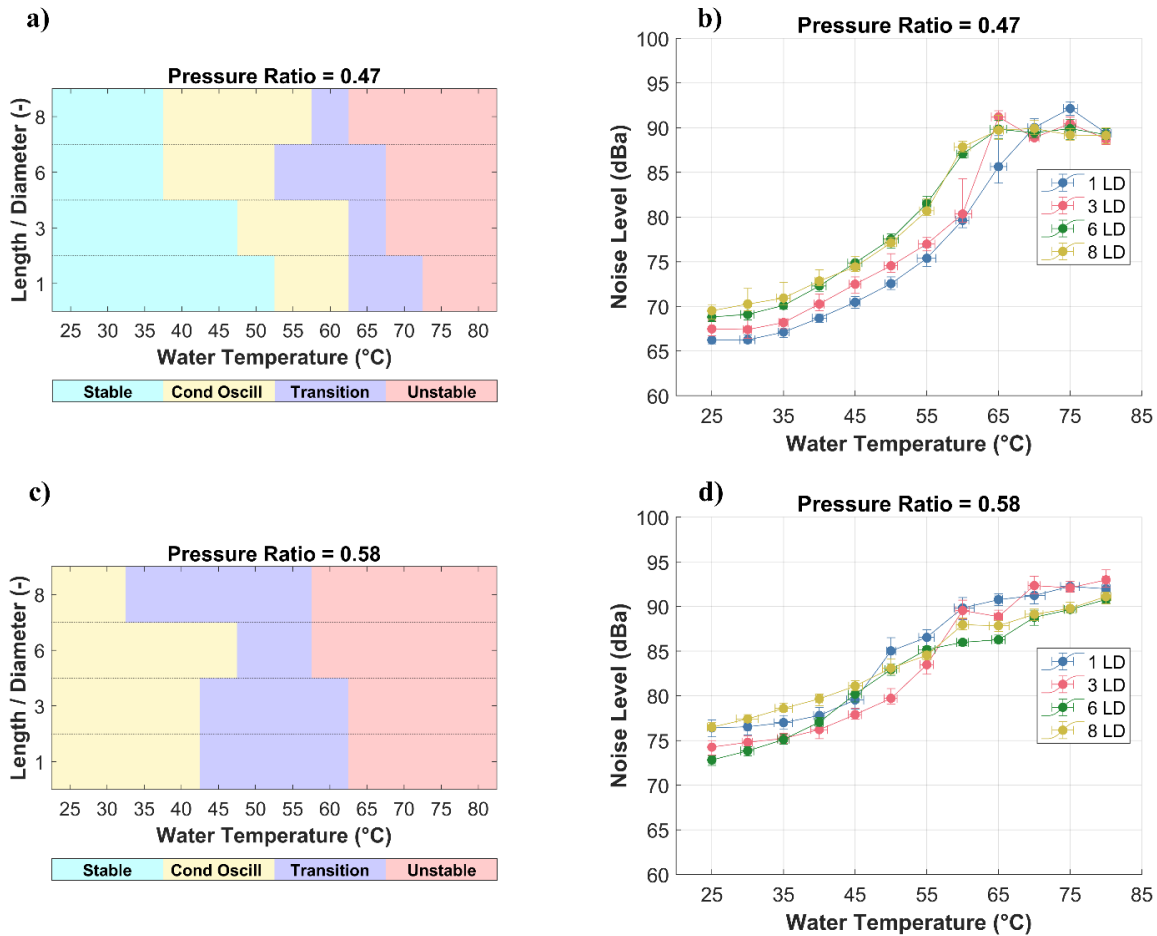 a)
Pressure Ratio = 0.47
Length / Diameter (-)
8
6
3
1
25 30 35 40 45 50 55 60 65 70 75 80
Water Temperature (°C)
Stable Cond Oscill Transition Unstable
b)
Pressure Ratio = 0.47
Noise Level (dBa)
100
95
90
85
80
75
70
65
60
1 LD
3 LD
6 LD
8 LD
25 35 45 55 65 75 85
Water Temperature (°C)
c)
Pressure Ratio = 0.58
Length / Diameter (-)
8
6
3
1
25 30 35 40 45 50 55 60 65 70 75 80
Water Temperature (°C)
Stable Cond Oscill Transition Unstable
d)
Pressure Ratio = 0.58
Noise Level (dBa)
100
95
90
85
80
75
70
65
60
1 LD
3 LD
6 LD
8 LD
25 35 45 55 65 75 85
Water Temperature (°C)